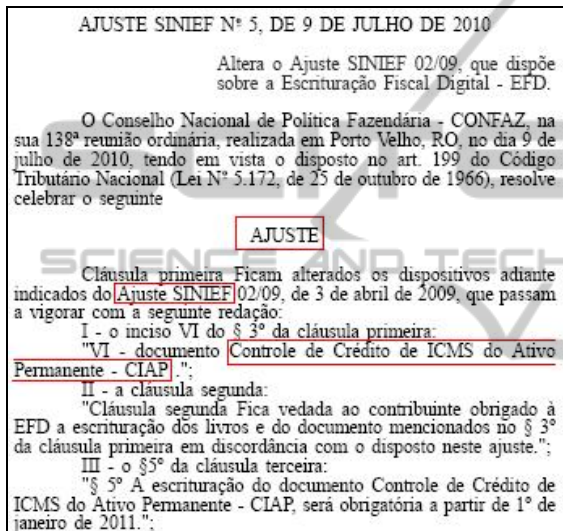 AJUSTE SINIEF Nº 5, DE 9 DE JULHO DE 2010
Altera o Ajuste SINIEF 02/09, que dispõe
sobre a Escrituração Fiscal Digital - EFD.
O Conselho Nacional de Política Fazendária - CONFAZ, na
sua 138ª reunião ordinária, realizada em Porto Velho, RO, no dia 9 de
julho de 2010, tendo em vista o disposto no art. 199 do Código
Tributário Nacional (Lei Nº 5.172, de 25 de outubro de 1966), resolve
celebrar o seguinte
AJUSTE
SCIENCE AND TECH
Cláusula primeira Ficam alterados os dispositivos adiante
indicados do Ajuste SINIEF 02/09, de 3 de abril de 2009, que passam
a vigorar com a seguinte redação:
I - o inciso VI do § 3º da cláusula primeira:
"VI - documento Controle de Crédito de ICMS do Ativo
Permanente - CIAP .";
II - a cláusula segunda:
"Cláusula segunda Fica vedada ao contribuinte obrigado à
EFD a escrituração dos livros e do documento mencionados no § 3º
da cláusula primeira em discordância com o disposto neste ajuste.";
III - o §5º da cláusula terceira:
"§ 5º A escrituração do documento Controle de Crédito de
ICMS do Ativo Permanente - CIAP, será obrigatória a partir de 1º de
janeiro de 2011.";